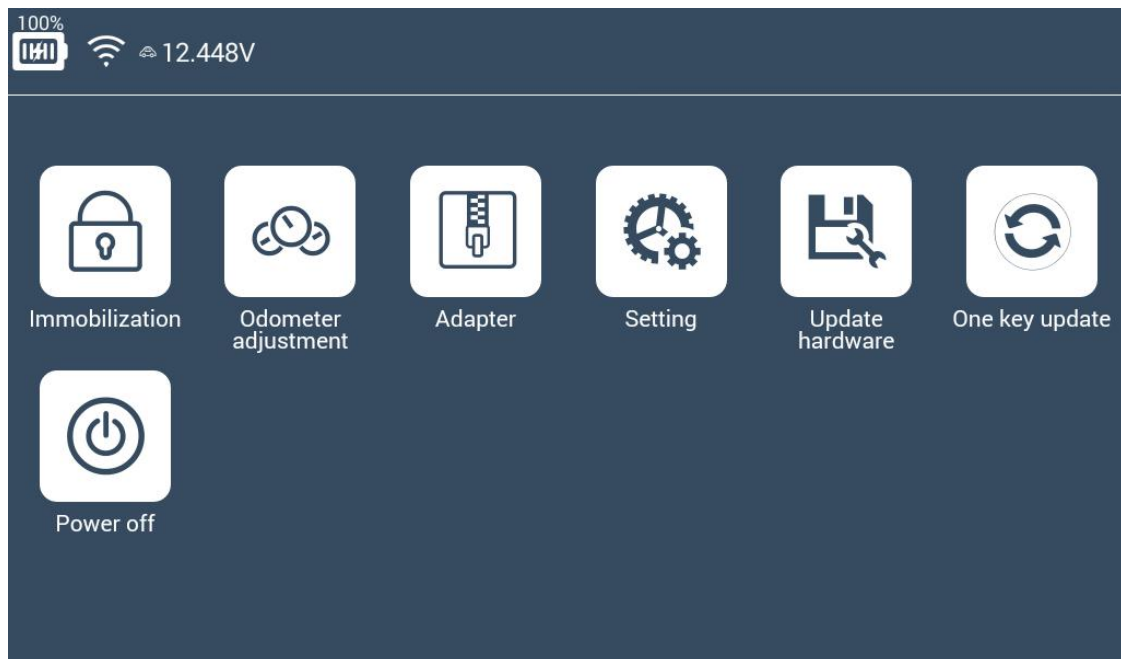 100%
12.448V
Immobilization
Odometer
adjustment
Adapter
Setting
Update
hardware
One key update
Power off